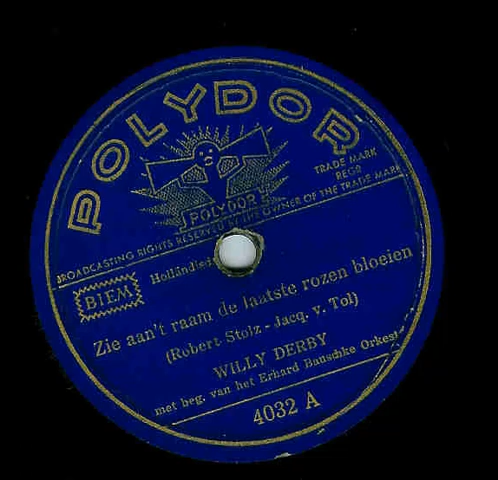 POLYDOR
TRADE MARK
REGD
POLYDOR
BROADCASTING RIGHTS RESERVED BY THE OWNER OF THE TRADE MARK
BIEM
Zie aan't raam de laatste rozen bloeien
(Robert Stolz - Jacq. v. Tol)
WILLY DERBY
met beg. van het Erhard Bauschke Orkest
4032 A